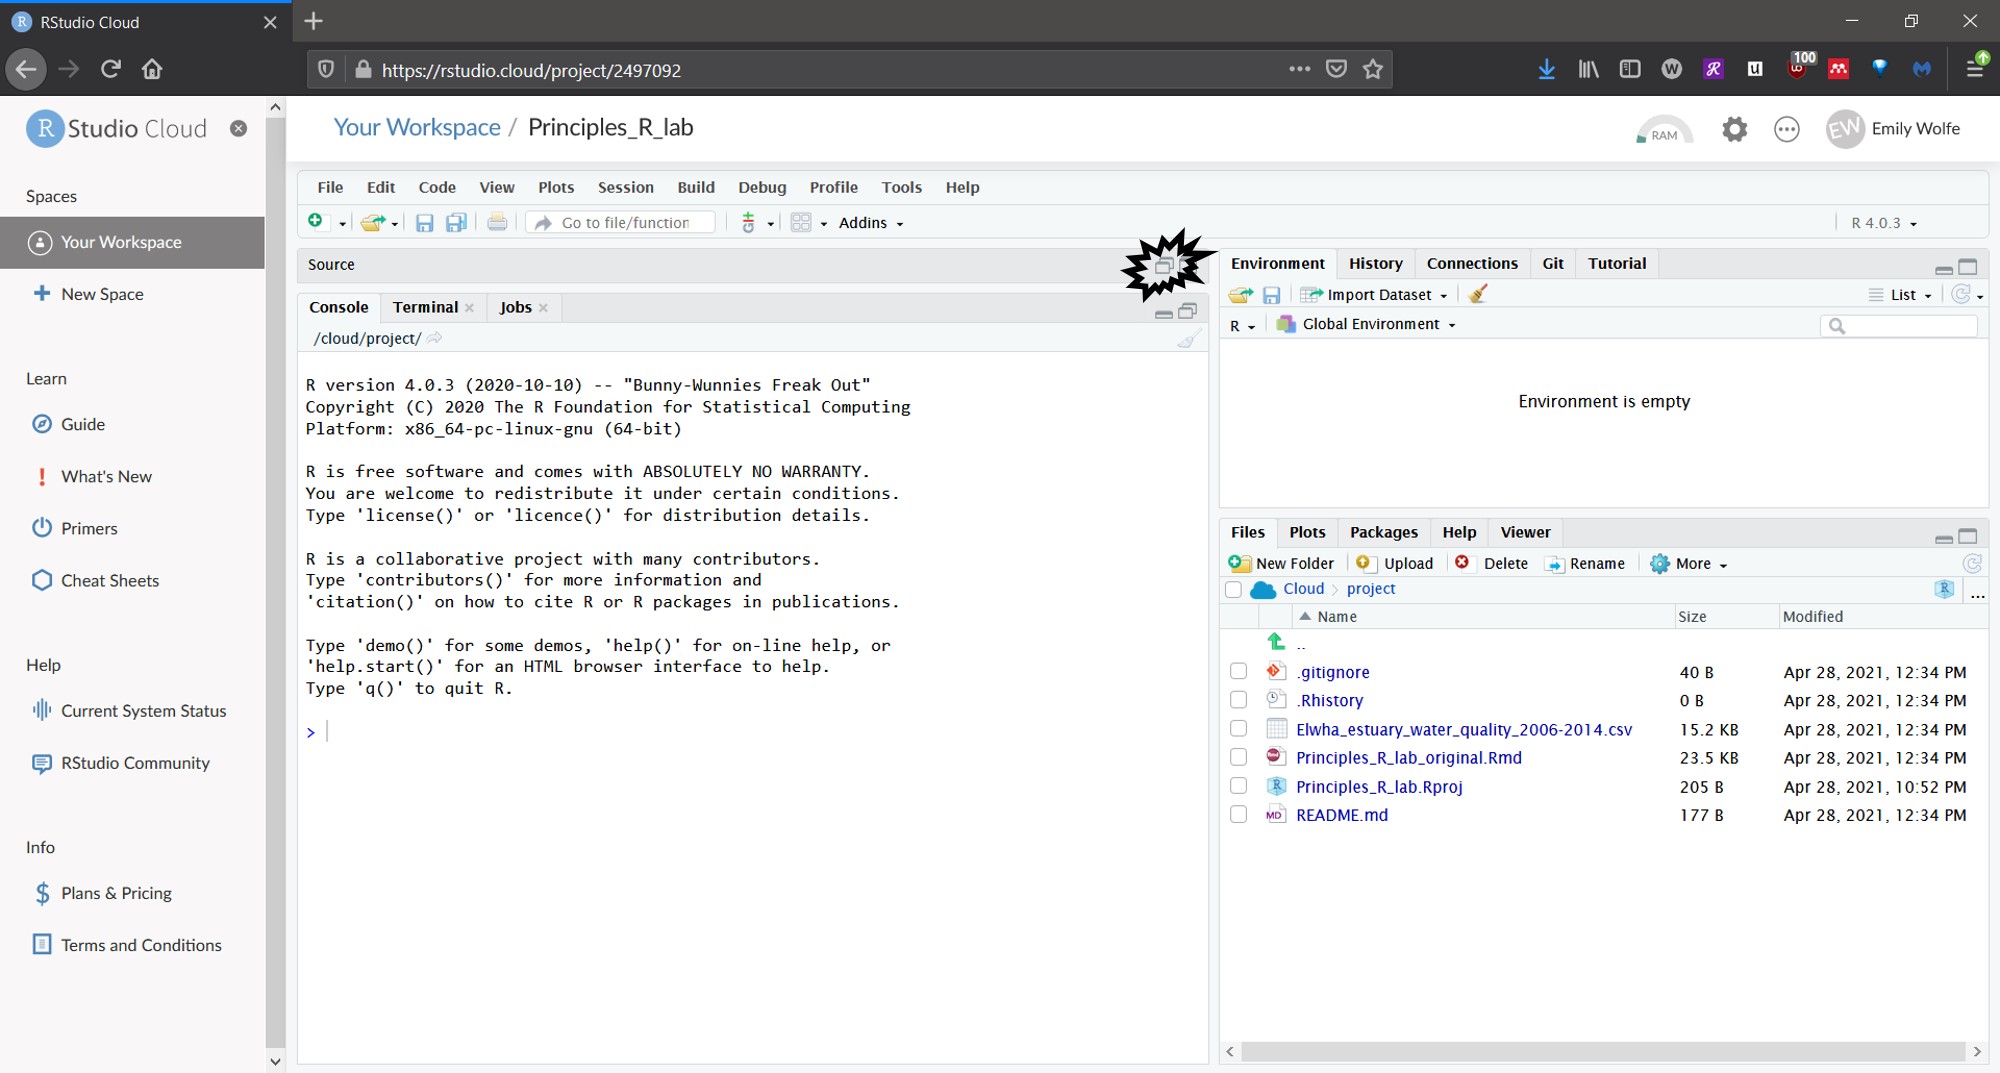 RStudio Cloud
https://rstudio.cloud/project/2497092
100
R Studio Cloud
Your Workspace / Principles_R_lab
RAM
EW Emily Wolfe
Spaces
Your Workspace
New Space
Learn
Guide
What's New
Primers
Cheat Sheets
Help
Current System Status
RStudio Community
Info
Plans & Pricing
Terms and Conditions
File Edit Code View Plots Session Build Debug Profile Tools Help
Go to file/function Addins R 4.0.3
Source
Console Terminal Jobs
/cloud/project/
R version 4.0.3 (2020-10-10) -- "Bunny-Wunnies Freak Out"
Copyright (C) 2020 The R Foundation for Statistical Computing
Platform: x86_64-pc-linux-gnu (64-bit)
R is free software and comes with ABSOLUTELY NO WARRANTY.
You are welcome to redistribute it under certain conditions.
Type 'license()' or 'licence()' for distribution details.
R is a collaborative project with many contributors.
Type 'contributors()' for more information and
'citation()' on how to cite R or R packages in publications.
Type 'demo()' for some demos, 'help()' for on-line help, or
'help.start()' for an HTML browser interface to help.
Type 'q()' to quit R.
>
Environment History Connections Git Tutorial
Import Dataset List
R Global Environment
Environment is empty
Files Plots Packages Help Viewer
New Folder Upload Delete Rename More
Cloud > project ...
Name Size Modified
..
.gitignore 40 B Apr 28, 2021, 12:34 PM
.Rhistory 0 B Apr 28, 2021, 12:34 PM
Elwha_estuary_water_quality_2006-2014.csv 15.2 KB Apr 28, 2021, 12:34 PM
Principles_R_lab_original.Rmd 23.5 KB Apr 28, 2021, 12:34 PM
Principles_R_lab.Rproj 205 B Apr 28, 2021, 10:52 PM
README.md 177 B Apr 28, 2021, 12:34 PM